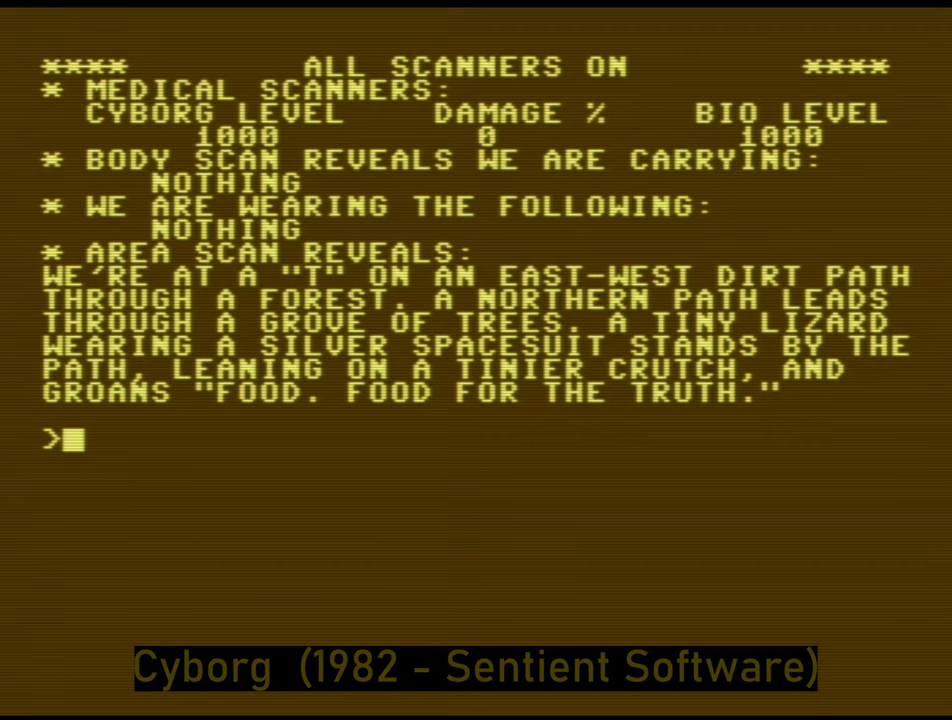 **** ALL SCANNERS ON ****
* MEDICAL SCANNERS:
CYBORG LEVEL DAMAGE % BIO LEVEL
1000 0 1000
* BODY SCAN REVEALS WE ARE CARRYING:
NOTHING
* WE ARE WEARING THE FOLLOWING:
NOTHING
* AREA SCAN REVEALS:
WE'RE AT A "T" ON AN EAST-WEST DIRT PATH
THROUGH A FOREST. A NORTHERN PATH LEADS
THROUGH A GROVE OF TREES. A TINY LIZARD
WEARING A SILVER SPACESUIT STANDS BY THE
PATH, LEANING ON A TINIER CRUTCH, AND
GROANS "FOOD. FOOD FOR THE TRUTH."
>
Cyborg (1982 - Sentient Software)